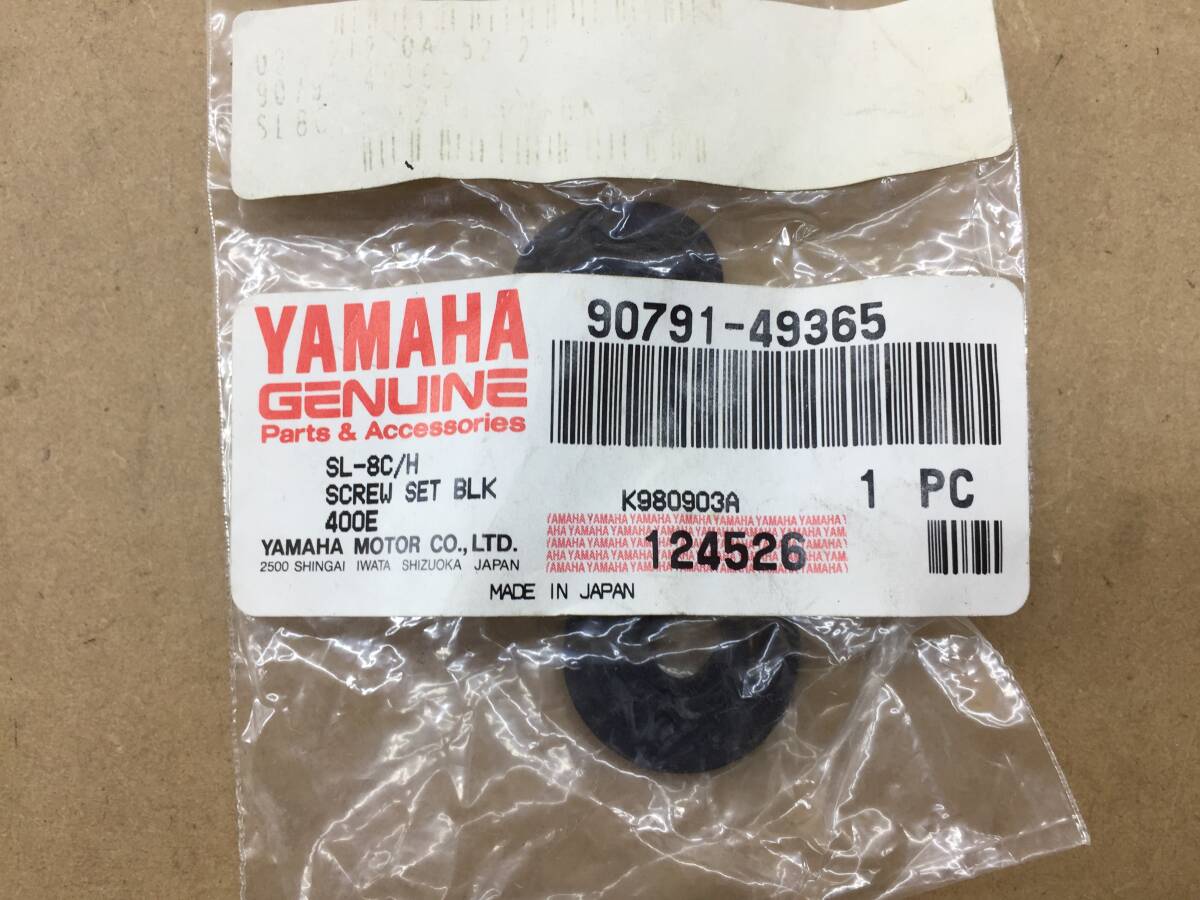 YAMAHA
GENUINE
Parts & Accessories
90791-49365
SL-8C/H
SCREW SET BLK
400E
K980903A
1 PC
YAMAHA MOTOR CO., LTD.
2500 SHINGAI IWATA SHIZUOKA JAPAN
124526
MADE IN JAPAN